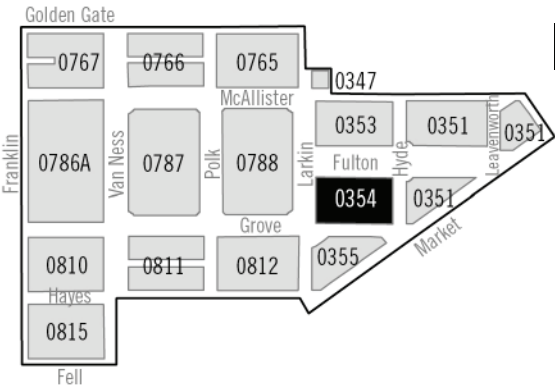 Golden Gate
0767
0766
0765
0347
McAllister
Franklin
0786A
Van Ness
0787
Polk
0788
Larkin
0353
Hyde
0351
Leavenworth
0351
Fulton
0354
0351
Market
Grove
0810
0811
0812
0355
Hayes
0815
Fell